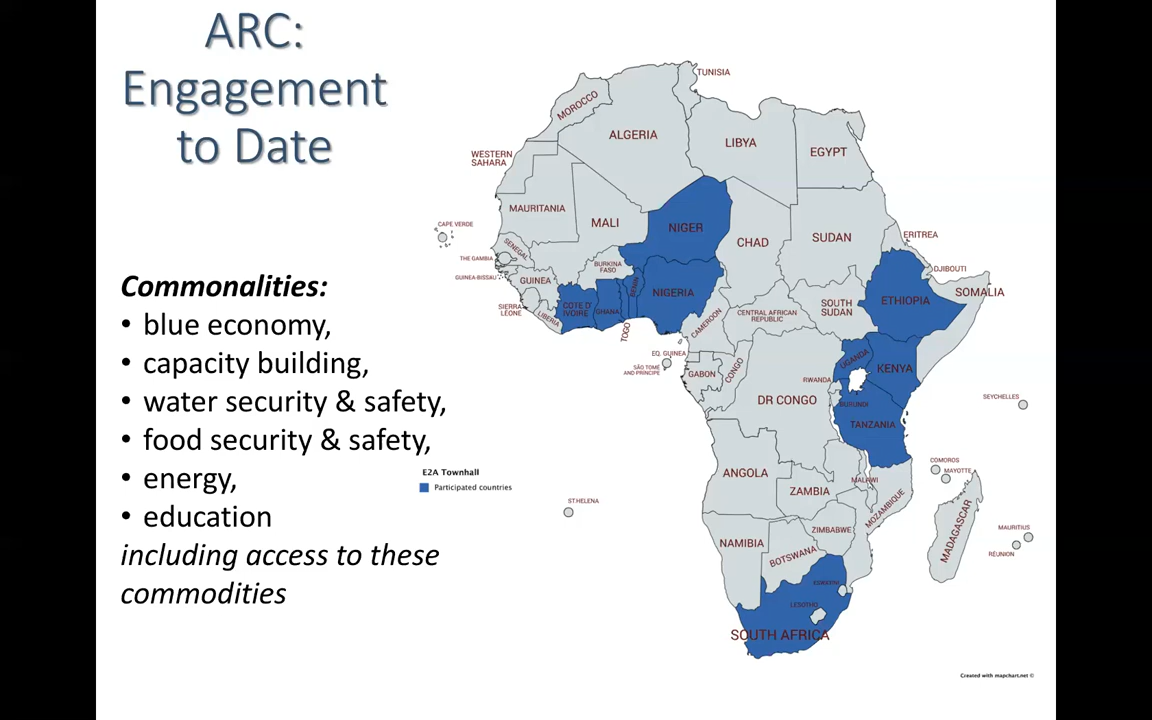 ARC:
Engagement
to Date
Commonalities:
• blue economy,
• capacity building,
• water security & safety,
• food security & safety,
• energy,
• education
including access to these
commodities
E2A Townhall
Participated countries
TUNISIA
MOROCCO
ALGERIA
LIBYA
EGYPT
WESTERN
SAHARA
MAURITANIA
MALI
NIGER
CHAD
SUDAN
ERITREA
CAPE VERDE
SENEGAL
THE GAMBIA
GUINEA-BISSAU
GUINEA
BURKINA
FASO
BENIN
NIGERIA
DJIBOUTI
SOMALIA
ETHIOPIA
SOUTH
SUDAN
SIERRA
LEONE
LIBERIA
COTE D'
IVOIRE
GHANA
TOGO
CAMEROON
CENTRAL AFRICAN
REPUBLIC
EQ. GUINEA
SÃO TOMÉ
AND PRÍNCIPE
GABON
CONGO
UGANDA
KENYA
RWANDA
BURUNDI
DR CONGO
TANZANIA
SEYCHELLES
ANGOLA
ZAMBIA
MALAWI
COMOROS
MAYOTTE
MOZAMBIQUE
ST.HELENA
NAMIBIA
ZIMBABWE
BOTSWANA
MADAGASCAR
MAURITIUS
RÉUNION
ESWATINI
LESOTHO
SOUTH AFRICA
Created with mapchart.net ©